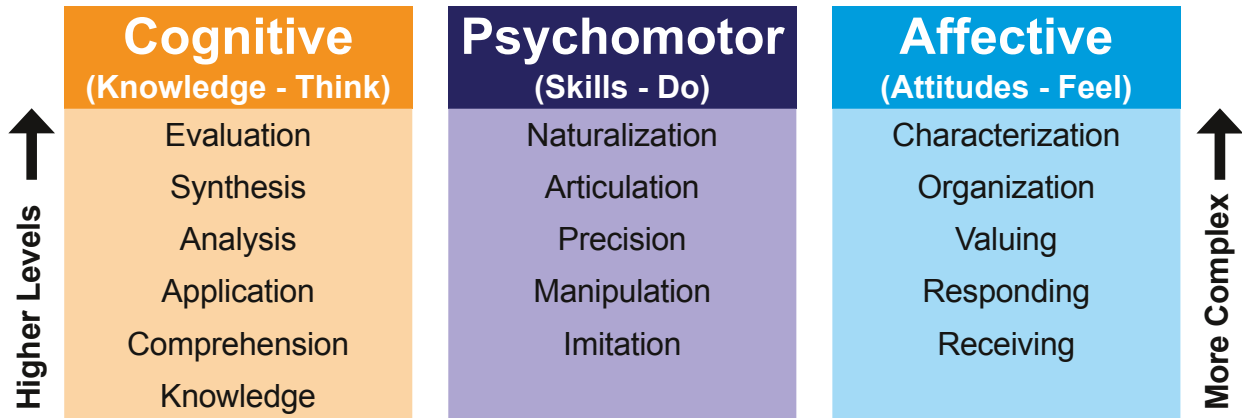 Higher Levels
Cognitive
(Knowledge - Think)
Evaluation
Synthesis
Analysis
Application
Comprehension
Knowledge
Psychomotor
(Skills - Do)
Naturalization
Articulation
Precision
Manipulation
Imitation
Affective
(Attitudes - Feel)
Characterization
Organization
Valuing
Responding
Receiving
More Complex